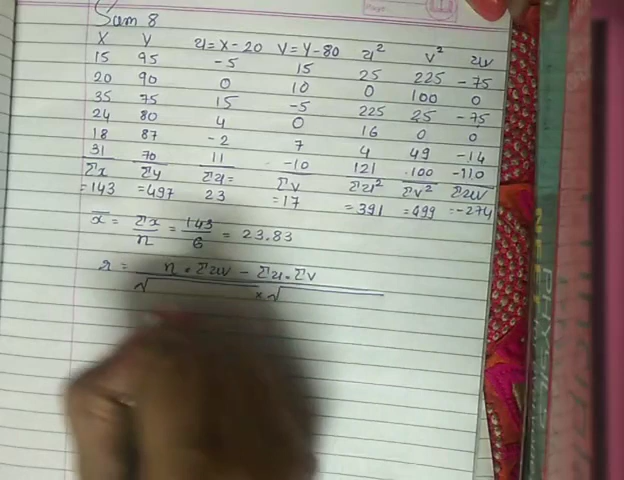 Sum 8
X Y u=X-20 V=Y-80 u² v² uv
15 95 -5 15 25 225 -75
20 90 0 10 0 100 0
35 75 15 -5 225 25 -75
24 80 4 0 16 0 0
18 87 -2 7 4 49 -14
31 70 11 -10 121 100 -110
Σx Σy Σu= Σv Σu² Σv² Σuv
=143 =497 23 =17 =391 =499 =-274
x̄ = Σx/n = 143/6 = 23.83
r = n·Σuv - Σu·Σv / √ × √
NEET
PHYSI